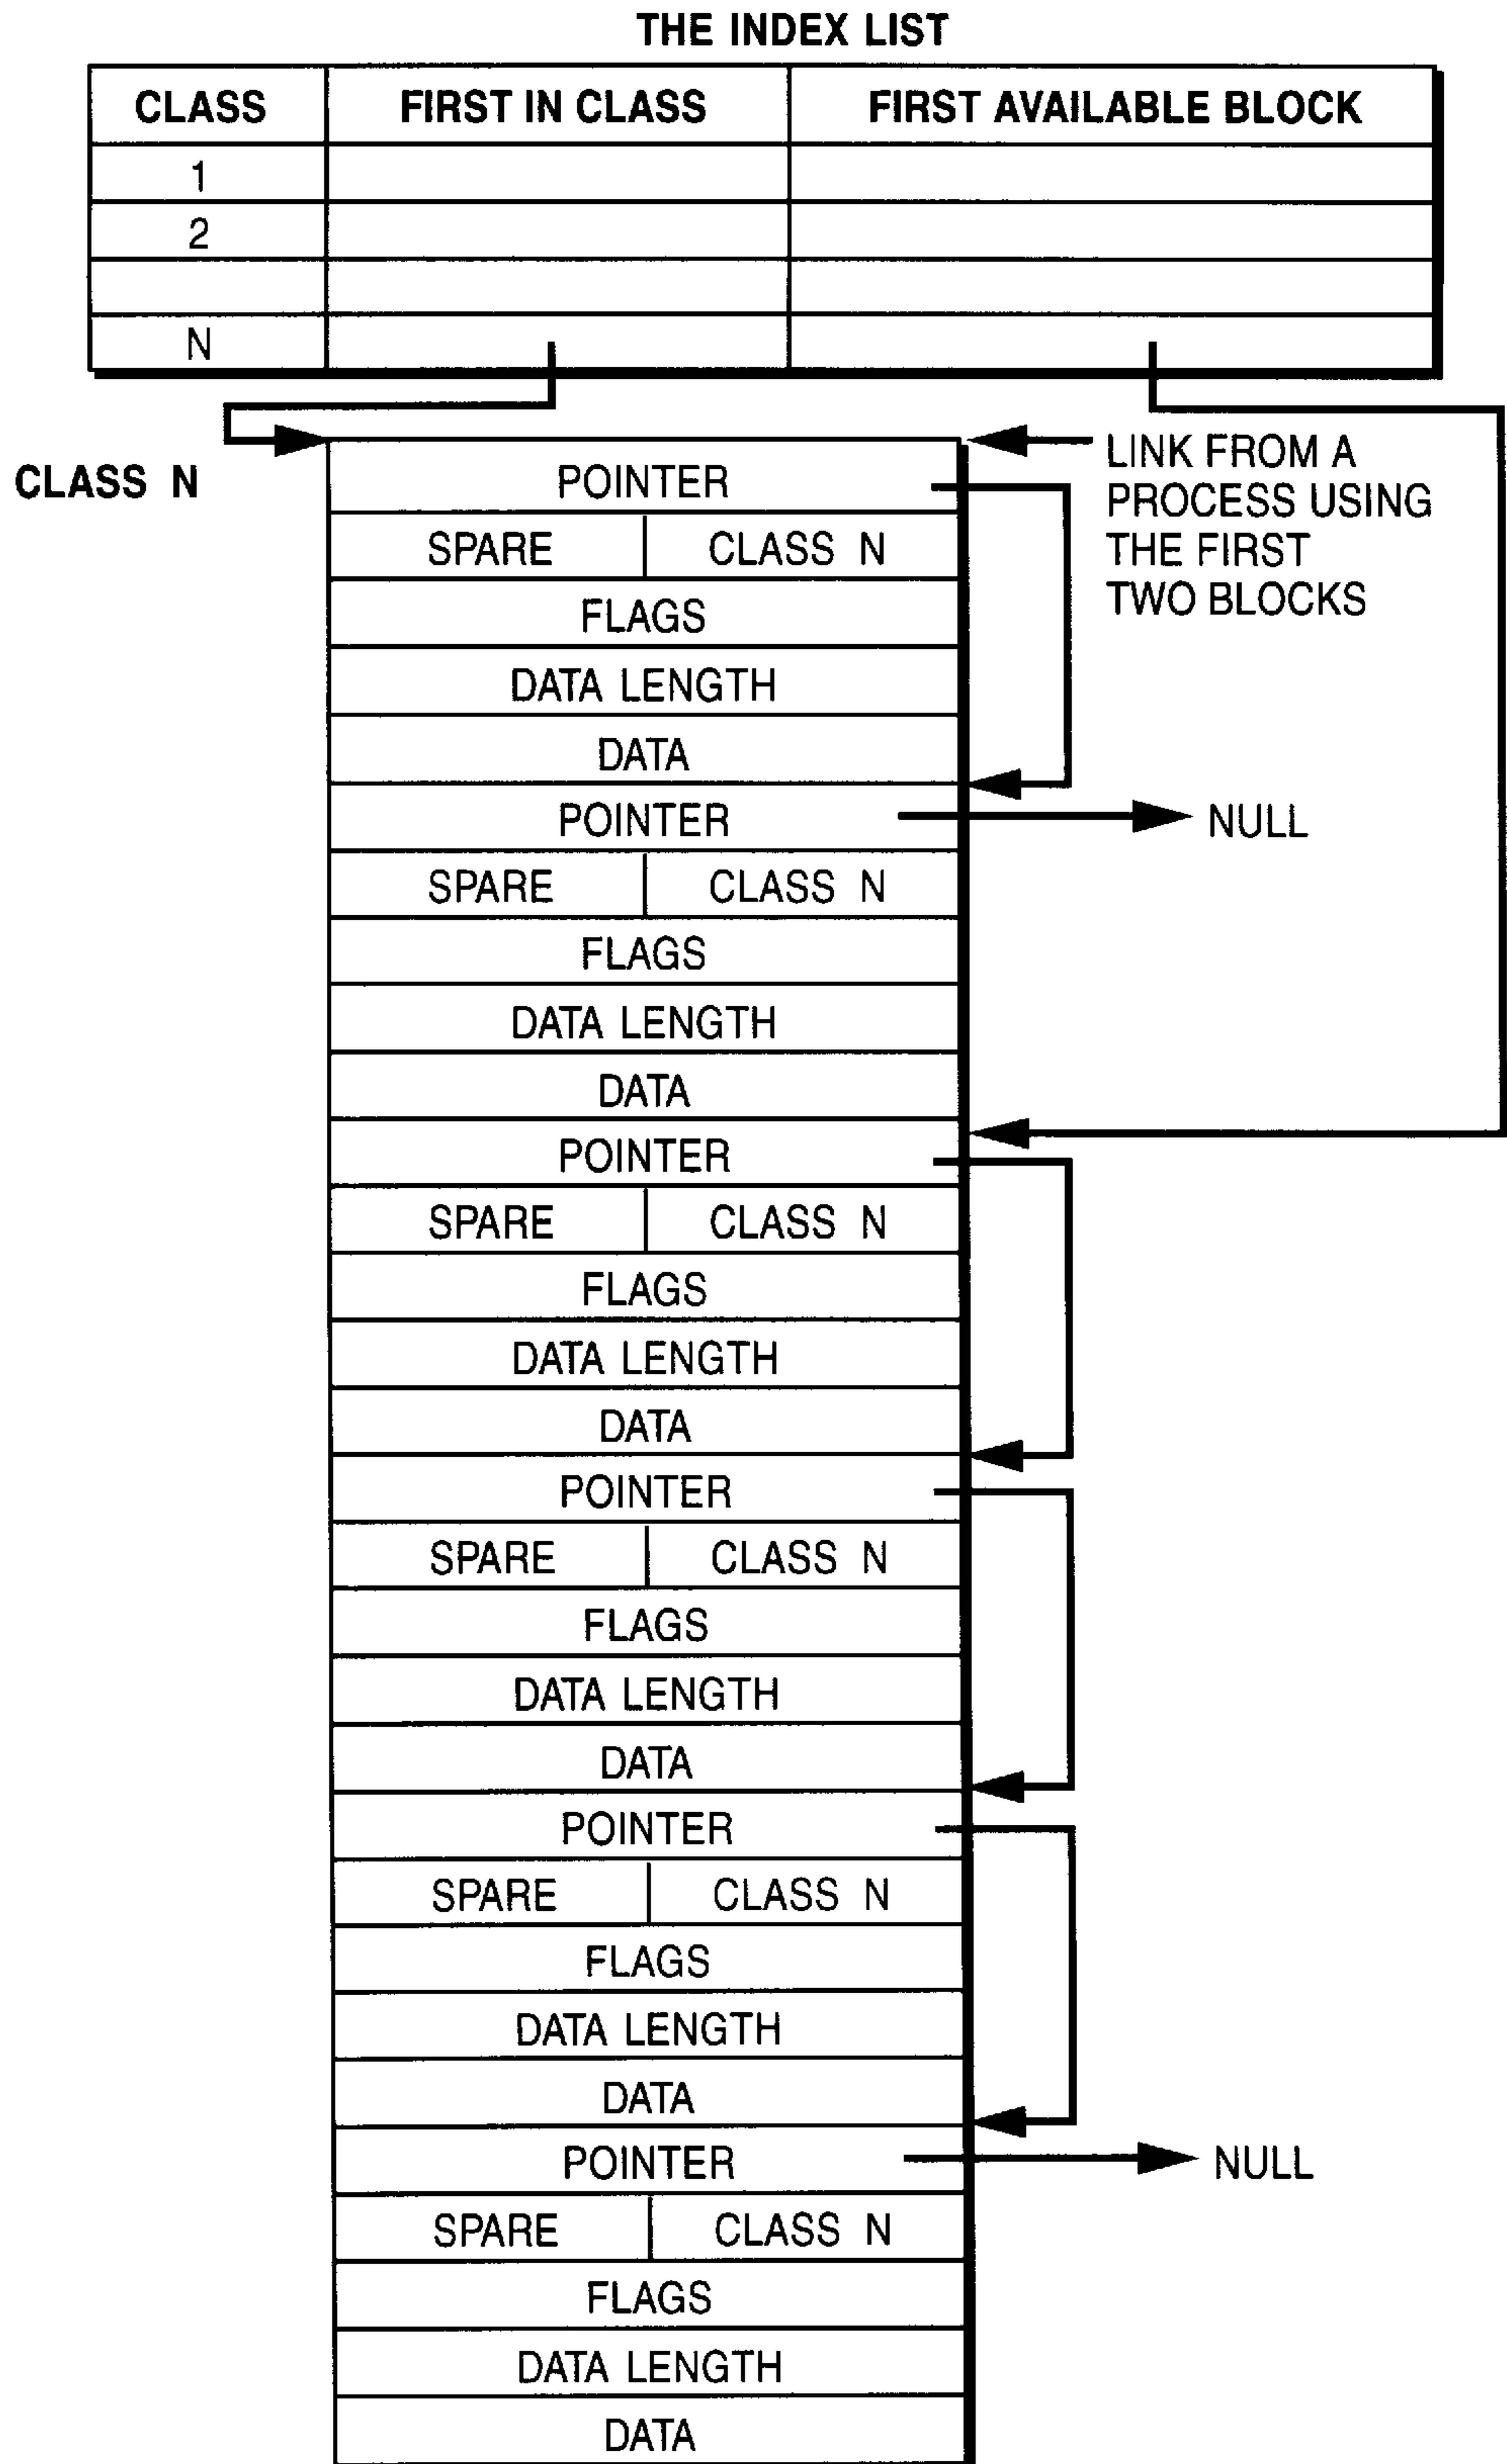 THE INDEX LIST
CLASS FIRST IN CLASS FIRST AVAILABLE BLOCK
1
2
N
CLASS N
LINK FROM A
PROCESS USING
THE FIRST
TWO BLOCKS
POINTER
SPARE CLASS N
FLAGS
DATA LENGTH
DATA
POINTER NULL
SPARE CLASS N
FLAGS
DATA LENGTH
DATA
POINTER
SPARE CLASS N
FLAGS
DATA LENGTH
DATA
POINTER
SPARE CLASS N
FLAGS
DATA LENGTH
DATA
POINTER
SPARE CLASS N
FLAGS
DATA LENGTH
DATA
POINTER NULL
SPARE CLASS N
FLAGS
DATA LENGTH
DATA